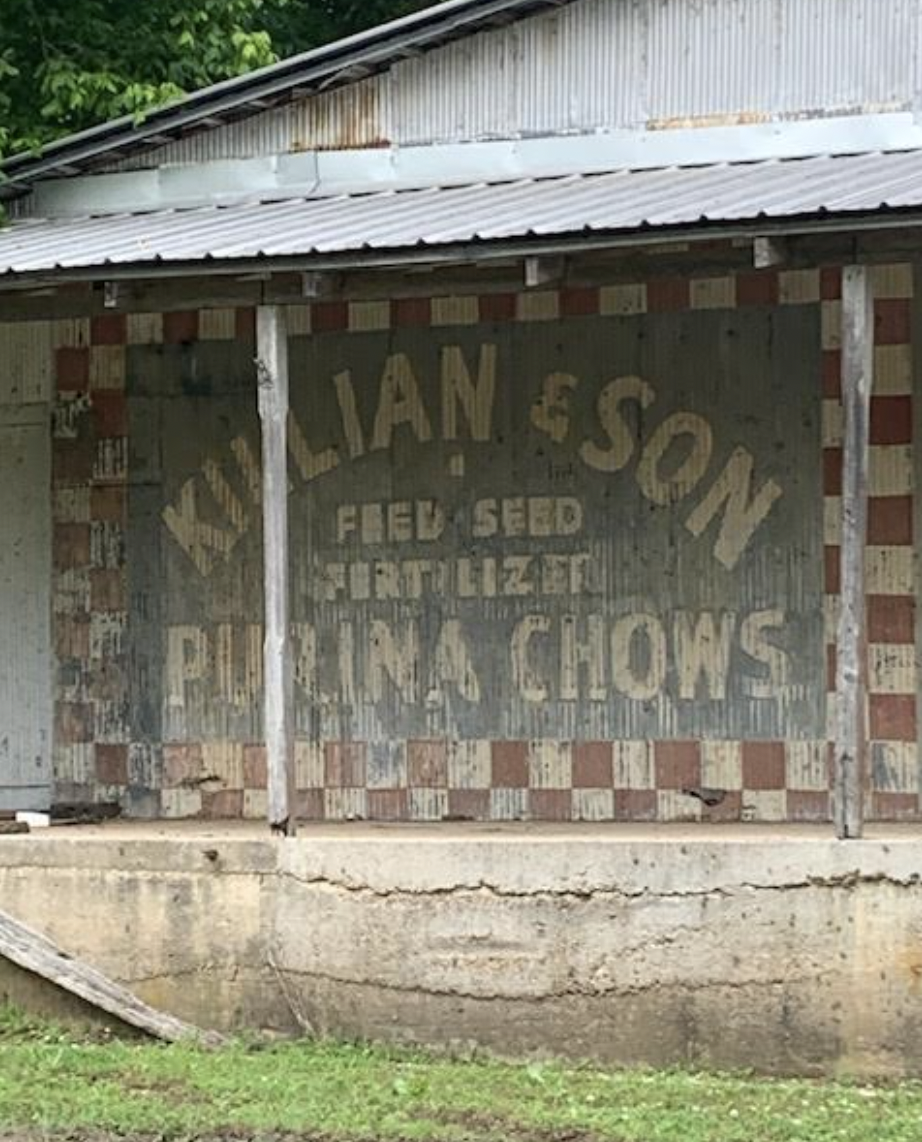 KILLIAN & SON
FEED SEED
FERTILIZER
PURINA CHOWS